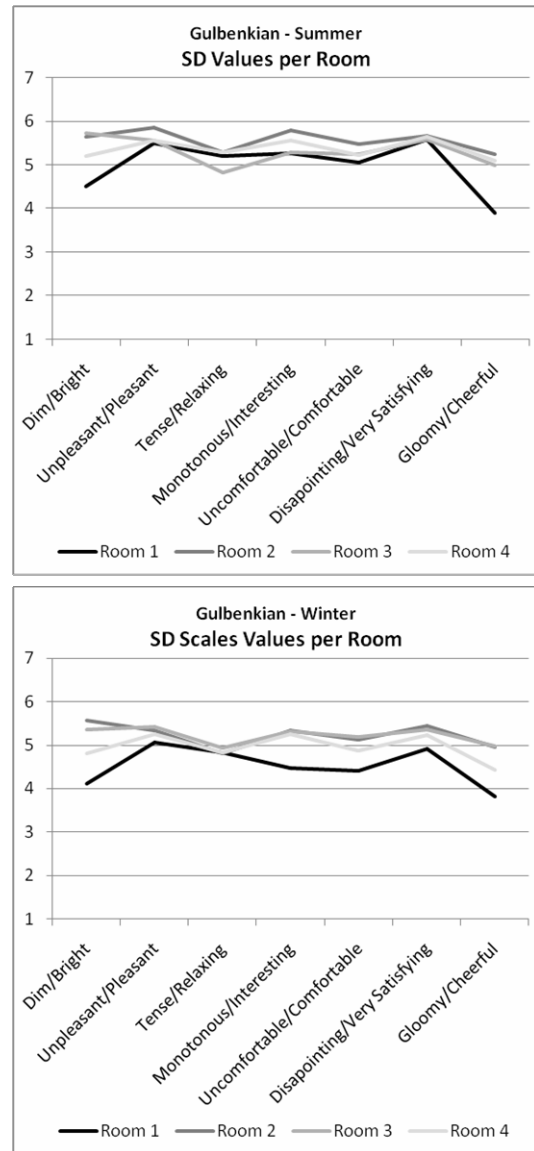 Gulbenkian - Summer
SD Values per Room
7
6
5
4
3
2
1
Dim/Bright
Unpleasant/Pleasant
Tense/Relaxing
Monotonous/Interesting
Uncomfortable/Comfortable
Disapointing/Very Satisfying
Gloomy/Cheerful
Room 1 Room 2 Room 3 Room 4
Gulbenkian - Winter
SD Scales Values per Room
7
6
5
4
3
2
1
Dim/Bright
Unpleasant/Pleasant
Tense/Relaxing
Monotonous/Interesting
Uncomfortable/Comfortable
Disapointing/Very Satisfying
Gloomy/Cheerful
Room 1 Room 2 Room 3 Room 4